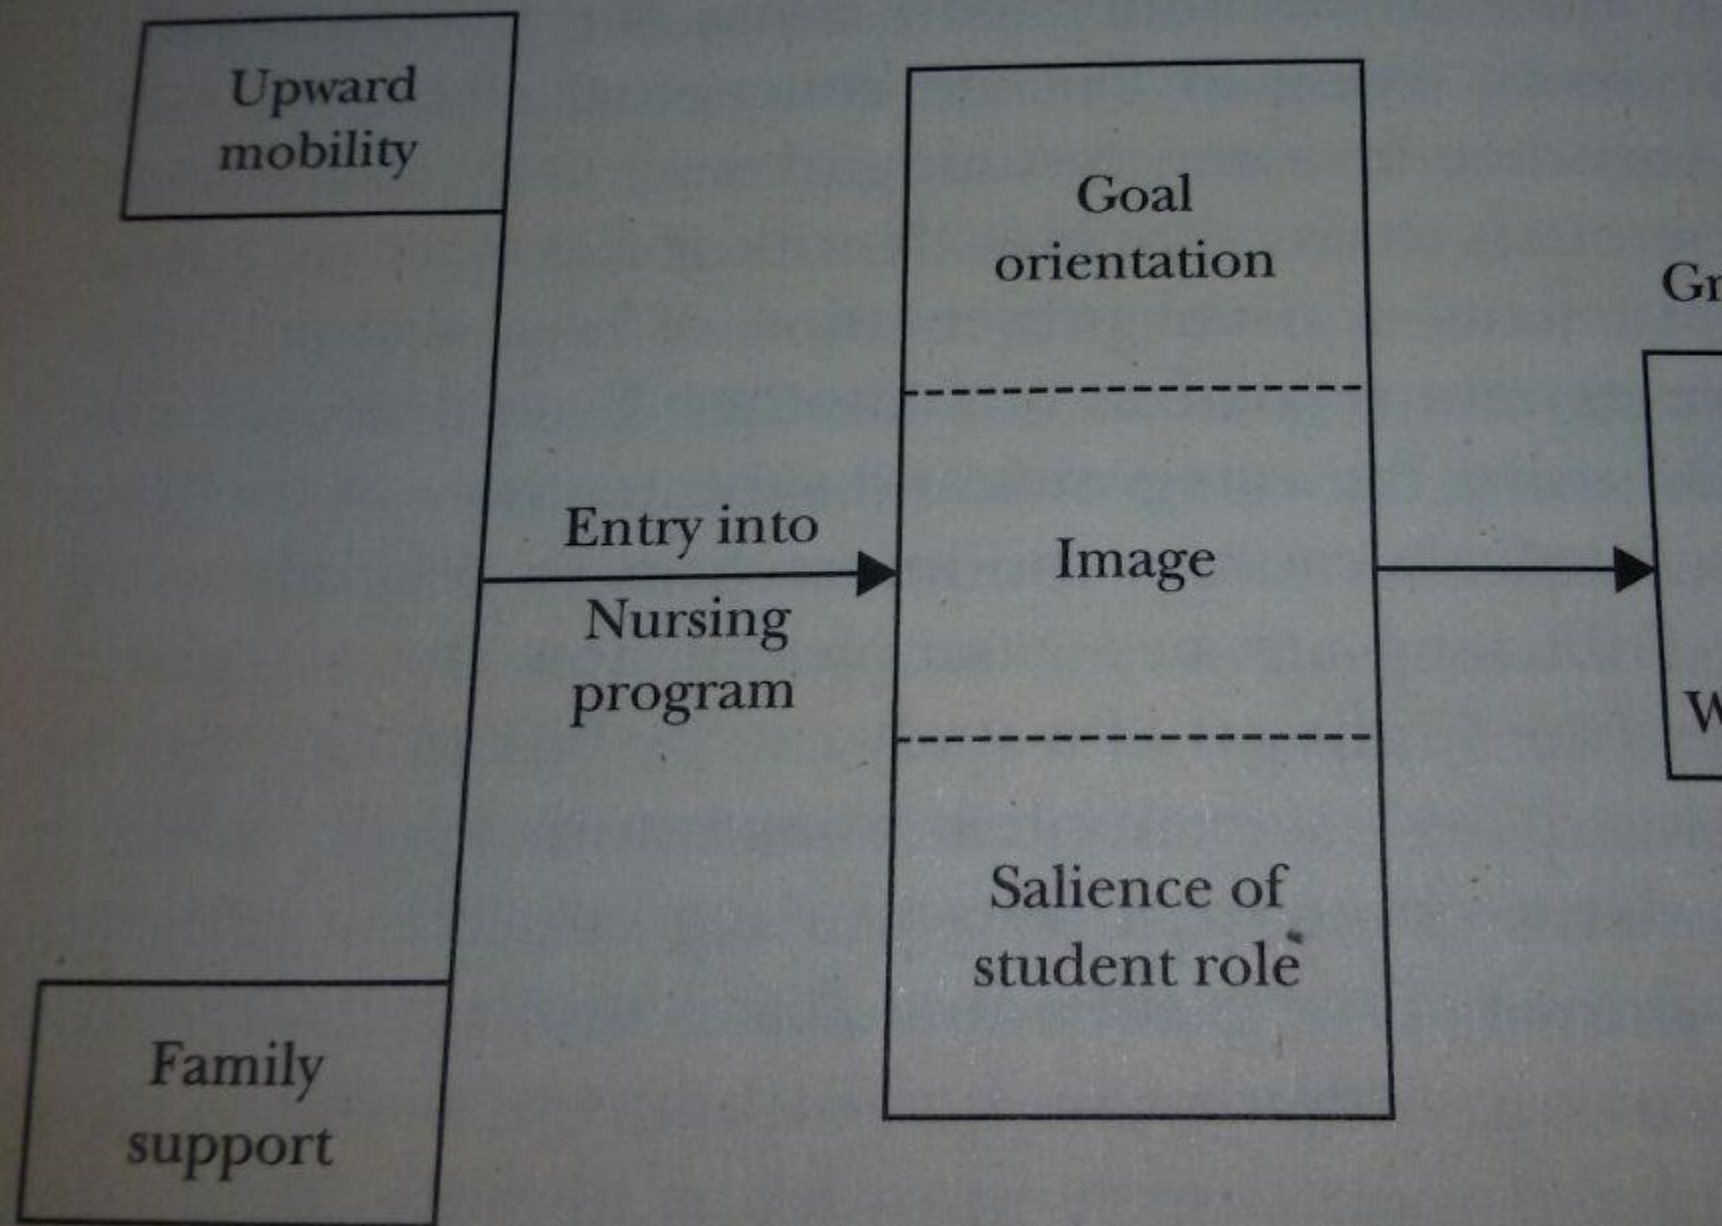 Upward
mobility
Entry into
Nursing
program
Family
support
Goal
orientation
Image
Salience of
student role